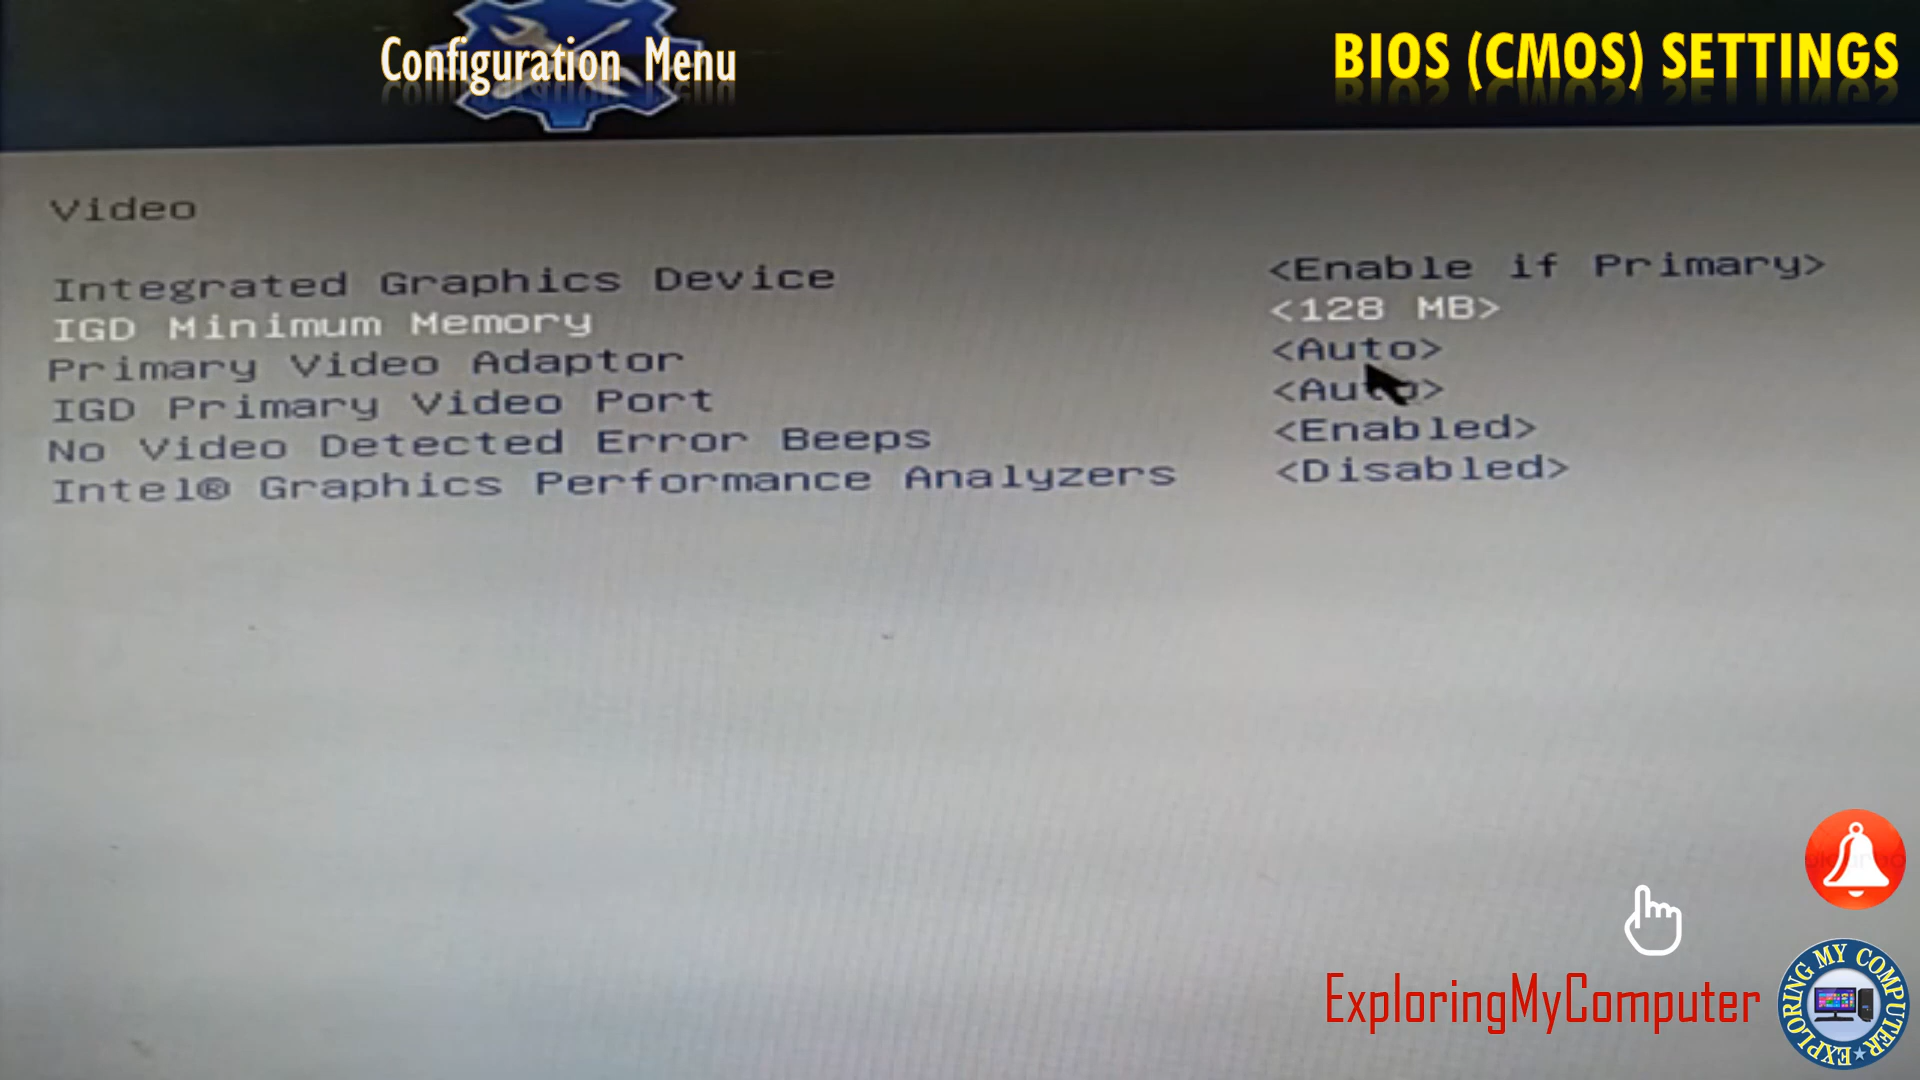 Configuration Menu
BIOS (CMOS) SETTINGS
Video
Integrated Graphics Device <Enable if Primary>
IGD Minimum Memory <128 MB>
Primary Video Adaptor <Auto>
IGD Primary Video Port <Auto>
No Video Detected Error Beeps <Enabled>
Intel® Graphics Performance Analyzers <Disabled>
ExploringMyComputer
EXPLORING MY COMPUTER